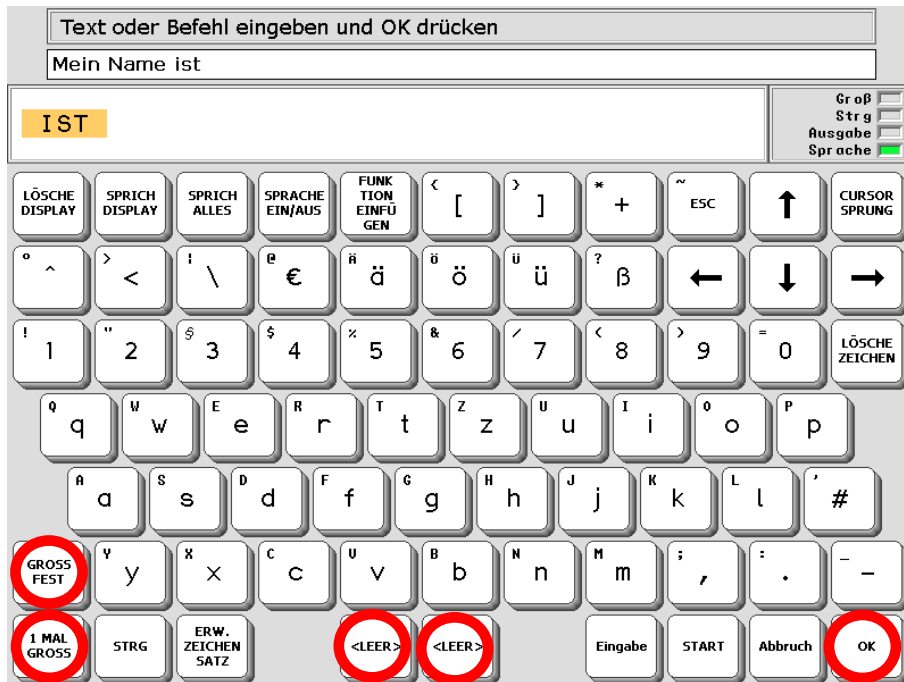 Text oder Befehl eingeben und OK drücken
Mein Name ist
IST
Groß
Strg
Ausgabe
Sprache
LÖSCHE DISPLAY
SPRICH DISPLAY
SPRICH ALLES
SPRACHE EIN/AUS
FUNK TION EINFÜ GEN
{ [
} ]
* +
~ ESC
↑
CURSOR SPRUNG
° ^
> <
¦ \
@ €
Ä ä
Ö ö
Ü ü
? ß
←
↓
→
! 1
" 2
§ 3
$ 4
% 5
& 6
/ 7
( 8
) 9
= 0
LÖSCHE ZEICHEN
Q q
W w
E e
R r
T t
Z z
U u
I i
O o
P p
A a
S s
D d
F f
G g
H h
J j
K k
L l
' #
GROSS FEST
Y y
X x
C c
V v
B b
N n
M m
; ,
: .
_ -
1 MAL GROSS
STRG
ERW. ZEICHEN SATZ
<LEER>
<LEER>
Eingabe
START
Abbruch
OK